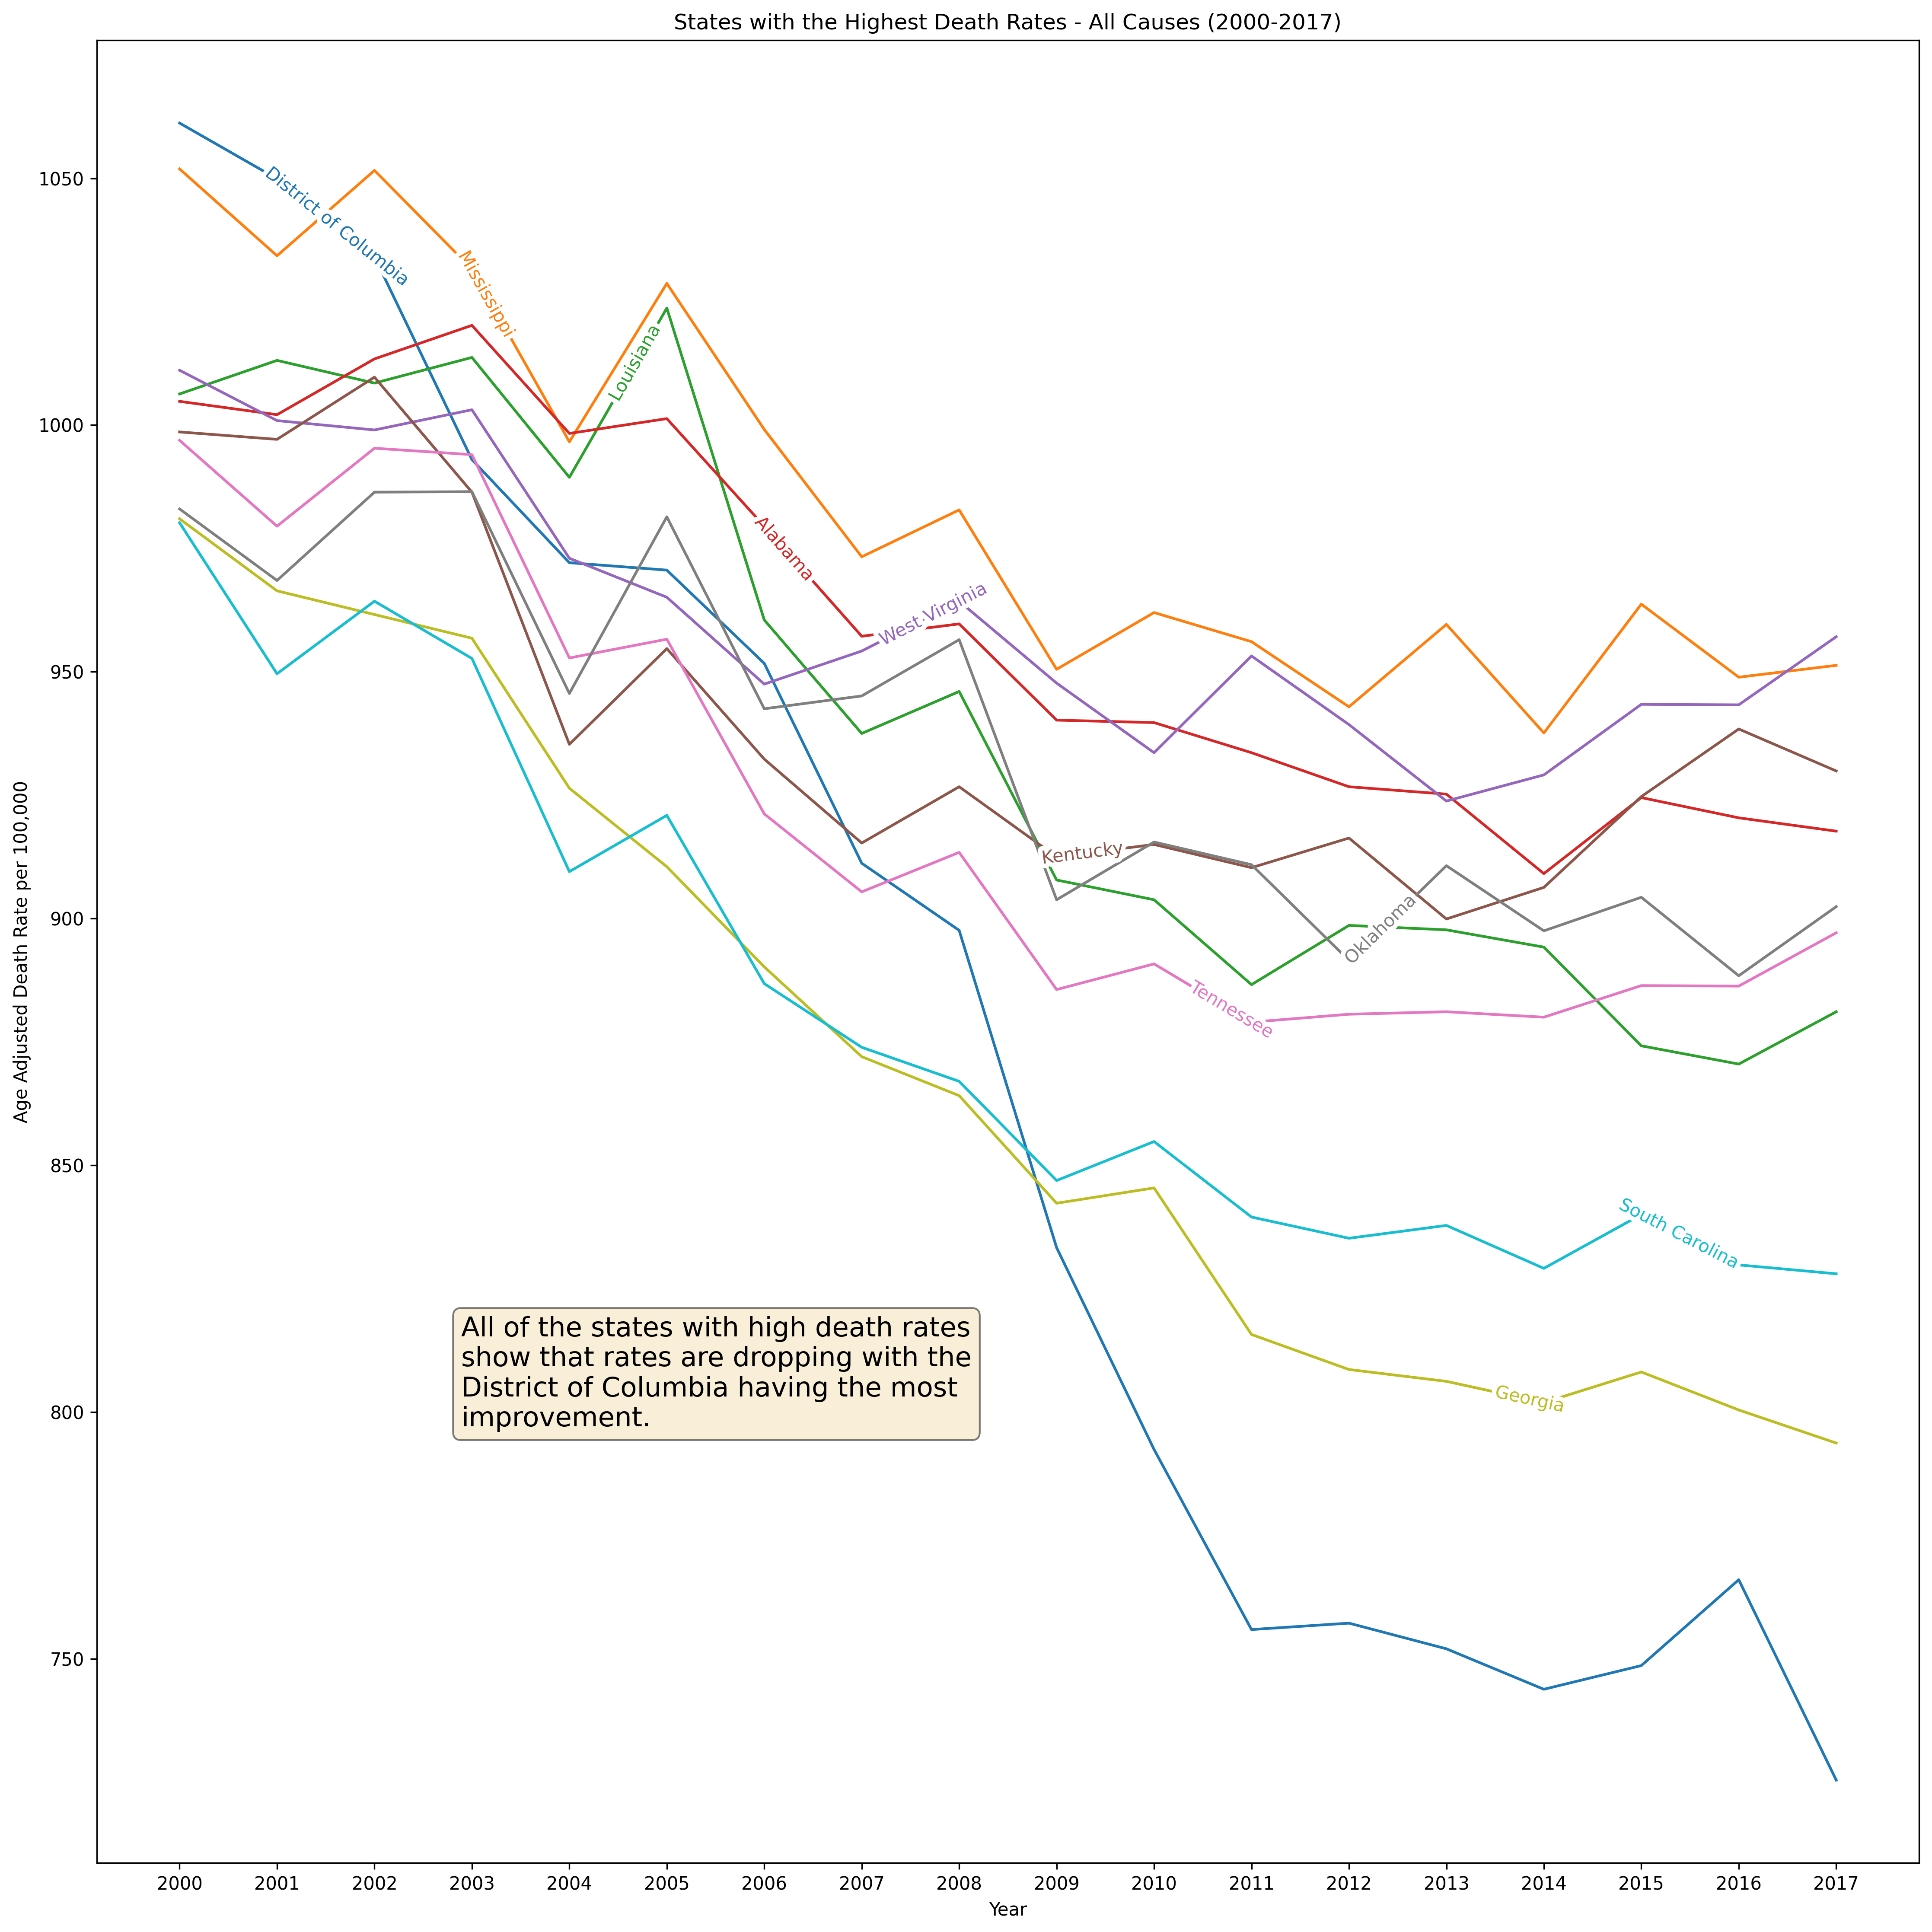 States with the Highest Death Rates - All Causes (2000-2017)
1050
1000
950
900
850
800
750
Age Adjusted Death Rate per 100,000
District of Columbia
Mississippi
Louisiana
Alabama
West Virginia
Kentucky
Oklahoma
Tennessee
South Carolina
Georgia
All of the states with high death rates
show that rates are dropping with the
District of Columbia having the most
improvement.
2000 2001 2002 2003 2004 2005 2006 2007 2008 2009 2010 2011 2012 2013 2014 2015 2016 2017
Year